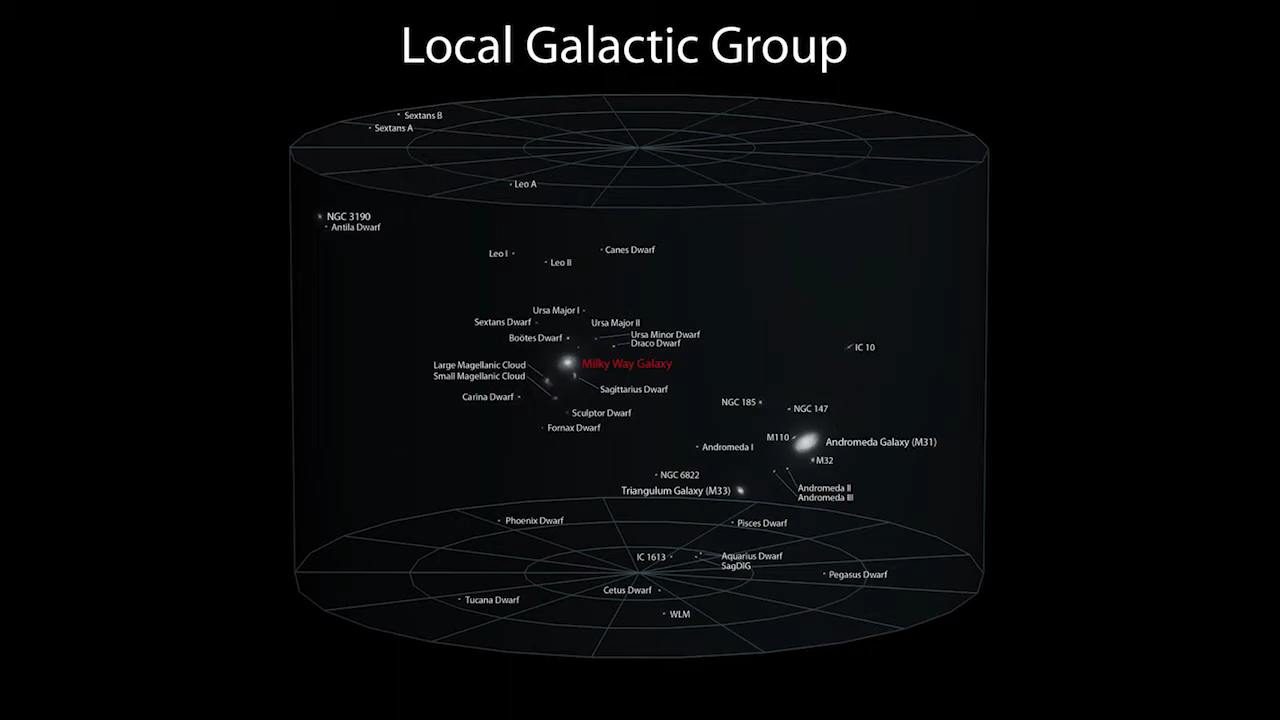 Local Galactic Group
Sextans B
Sextans A
Leo A
NGC 3190
Antila Dwarf
Canes Dwarf
Leo I
Leo II
Ursa Major I
Sextans Dwarf
Ursa Major II
Ursa Minor Dwarf
Boötes Dwarf
Draco Dwarf
IC 10
Milky Way Galaxy
Large Magellanic Cloud
Small Magellanic Cloud
Sagittarius Dwarf
Carina Dwarf
NGC 185
NGC 147
Sculptor Dwarf
Fornax Dwarf
M110
Andromeda Galaxy (M31)
Andromeda I
M32
NGC 6822
Andromeda II
Triangulum Galaxy (M33)
Andromeda III
Phoenix Dwarf
Pisces Dwarf
IC 1613
Aquarius Dwarf
SagDIG
Pegasus Dwarf
Cetus Dwarf
Tucana Dwarf
WLM